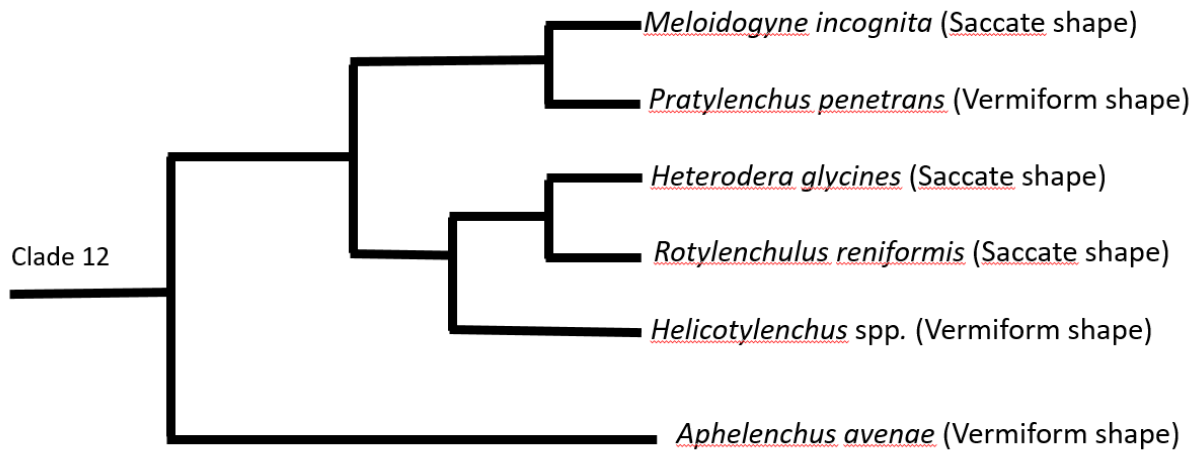 Meloidogyne incognita (Saccate shape)
Pratylenchus penetrans (Vermiform shape)
Heterodera glycines (Saccate shape)
Clade 12
Rotylenchulus reniformis (Saccate shape)
Helicotylenchus spp. (Vermiform shape)
Aphelenchus avenae (Vermiform shape)